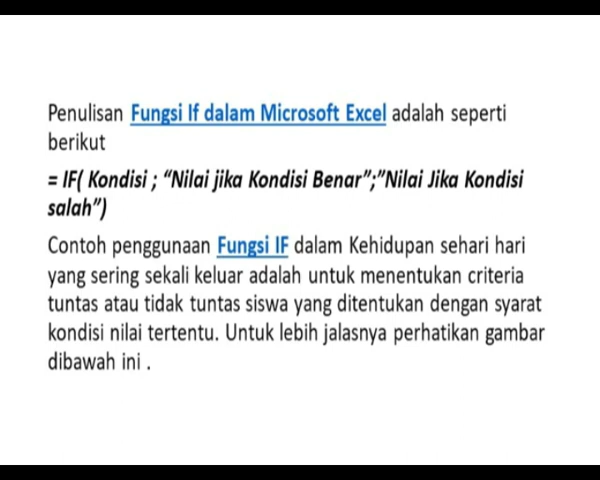 Penulisan Fungsi If dalam Microsoft Excel adalah seperti
berikut
= IF( Kondisi ; “Nilai jika Kondisi Benar”;”Nilai Jika Kondisi
salah”)
Contoh penggunaan Fungsi IF dalam Kehidupan sehari hari
yang sering sekali keluar adalah untuk menentukan criteria
tuntas atau tidak tuntas siswa yang ditentukan dengan syarat
kondisi nilai tertentu. Untuk lebih jalasnya perhatikan gambar
dibawah ini .